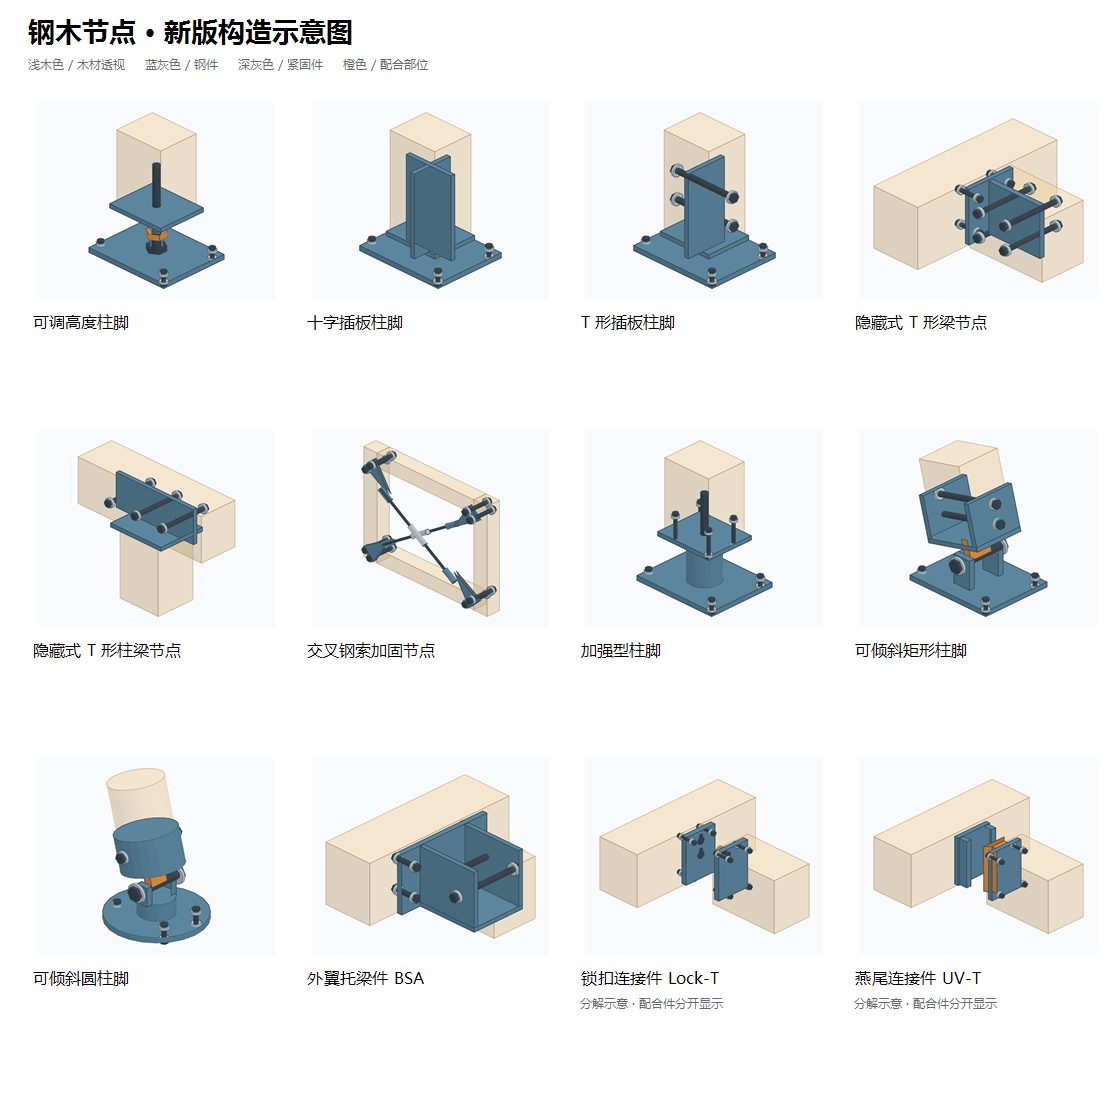 钢木节点 • 新版构造示意图
浅木色 / 木材透视 蓝灰色 / 钢件 深灰色 / 紧固件 橙色 / 配合部位
可调高度柱脚
十字插板柱脚
T 形插板柱脚
隐藏式 T 形梁节点
隐藏式 T 形柱梁节点
交叉钢索加固节点
加强型柱脚
可倾斜矩形柱脚
可倾斜圆柱脚
外翼托梁件 BSA
锁扣连接件 Lock-T
分解示意 · 配合件分开显示
燕尾连接件 UV-T
分解示意 · 配合件分开显示